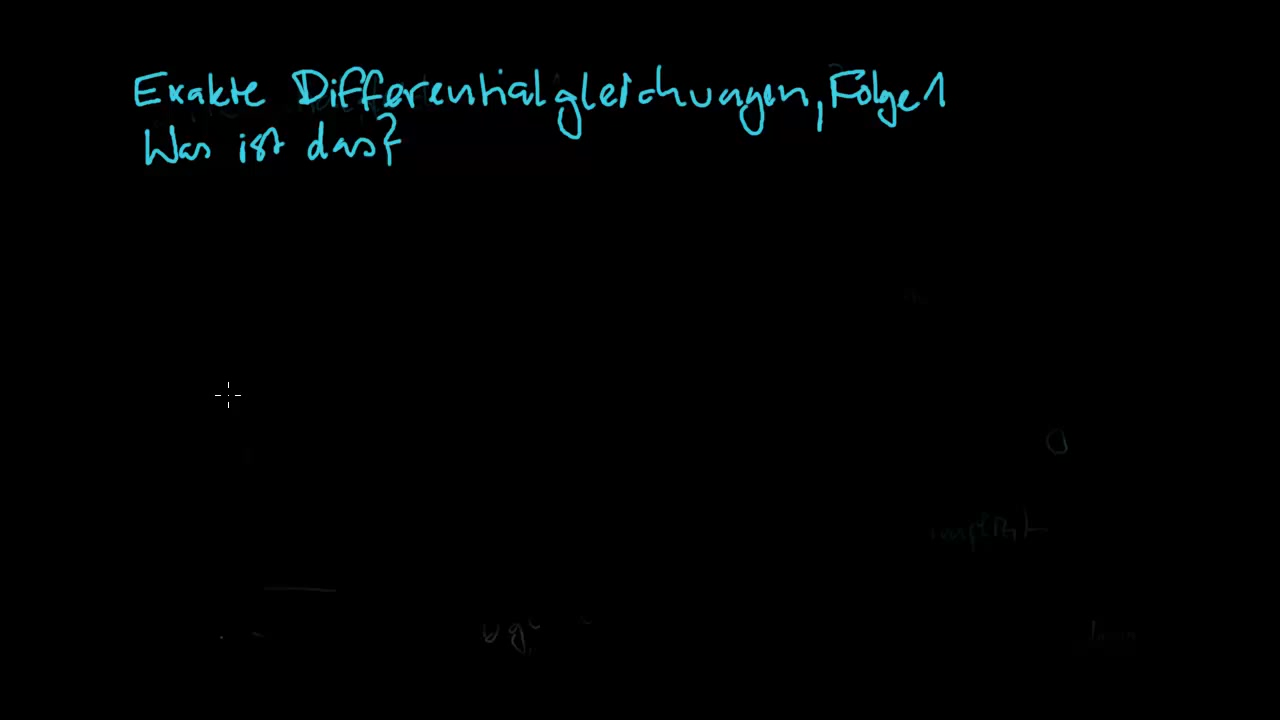 Exakte Differentialgleichungen, Folge 1
Was ist das?